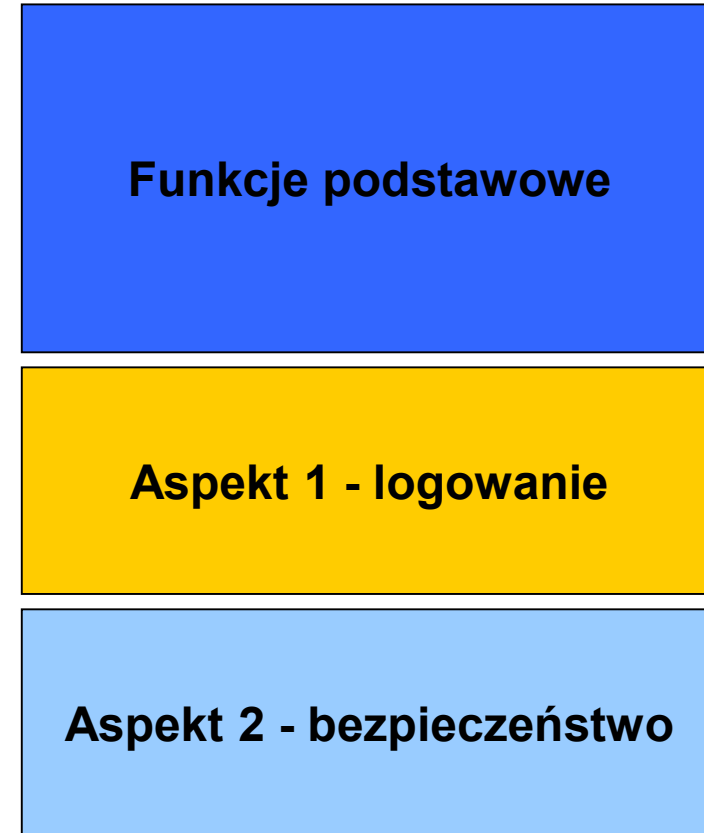 Funkcje podstawowe
Aspekt 1 - logowanie
Aspekt 2 - bezpieczeństwo